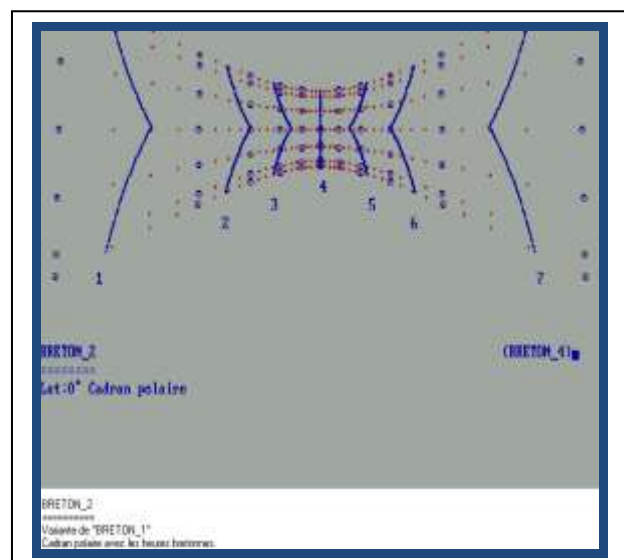 4
3 5
2 6
1 7
BRETON_2 (BRETON_4)
========
Lat:0° Cadran polaire
BRETON_2
==========
Variante de "BRETON_1"
Cadran polaire avec les heures bretonnes.